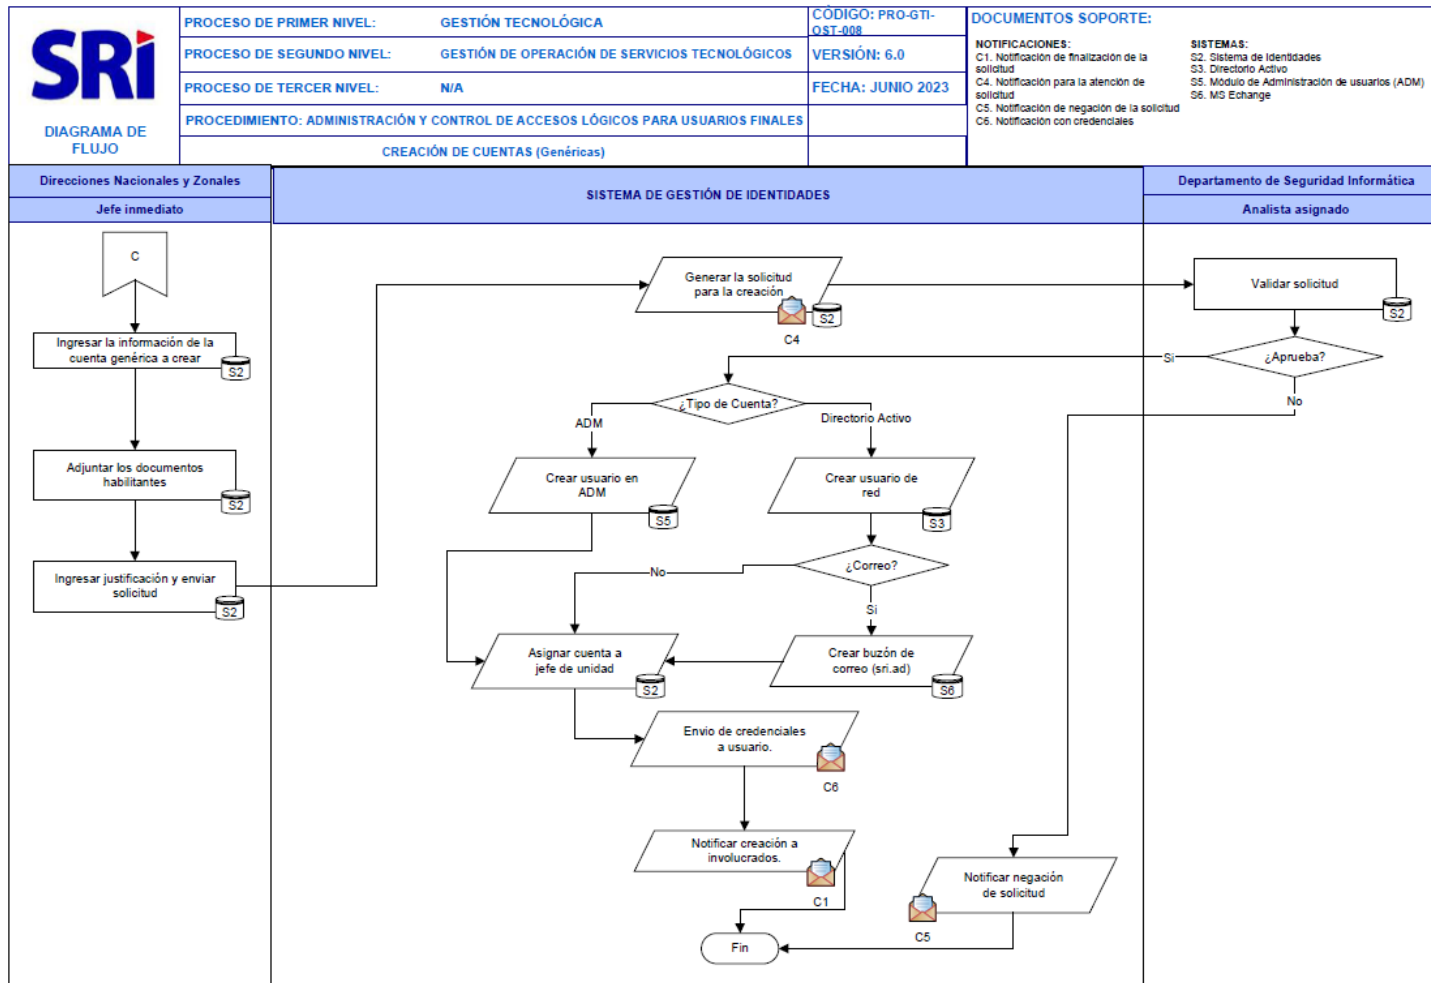 SRi
DIAGRAMA DE
FLUJO
PROCESO DE PRIMER NIVEL: GESTIÓN TECNOLÓGICA
CÓDIGO: PRO-GTI-
OST-008
PROCESO DE SEGUNDO NIVEL: GESTIÓN DE OPERACIÓN DE SERVICIOS TECNOLÓGICOS
VERSIÓN: 6.0
PROCESO DE TERCER NIVEL: N/A
FECHA: JUNIO 2023
PROCEDIMIENTO: ADMINISTRACIÓN Y CONTROL DE ACCESOS LÓGICOS PARA USUARIOS FINALES
CREACIÓN DE CUENTAS (Genéricas)
DOCUMENTOS SOPORTE:
NOTIFICACIONES:
C1. Notificación de finalización de la
solicitud
C4. Notificación para la atención de
solicitud
C5. Notificación de negación de la solicitud
C6. Notificación con credenciales
SISTEMAS:
S2. Sistema de Identidades
S3. Directorio Activo
S5. Módulo de Administración de usuarios (ADM)
S6. MS Echange
Direcciones Nacionales y Zonales
Jefe inmediato
SISTEMA DE GESTIÓN DE IDENTIDADES
Departamento de Seguridad Informática
Analista asignado
C
Ingresar la información de la
cuenta genérica a crear
S2
Adjuntar los documentos
habilitantes
S2
Ingresar justificación y enviar
solicitud
S2
Generar la solicitud
para la creación
S2
C4
Validar solicitud
S2
¿Aprueba?
Si
No
¿Tipo de Cuenta?
ADM
Directorio Activo
Crear usuario en
ADM
S5
Crear usuario de
red
S3
¿Correo?
No
Si
Asignar cuenta a
jefe de unidad
S2
Crear buzón de
correo (sri.ad)
S6
Envio de credenciales
a usuario.
C6
Notificar creación a
involucrados.
C1
Notificar negación
de solicitud
C5
Fin